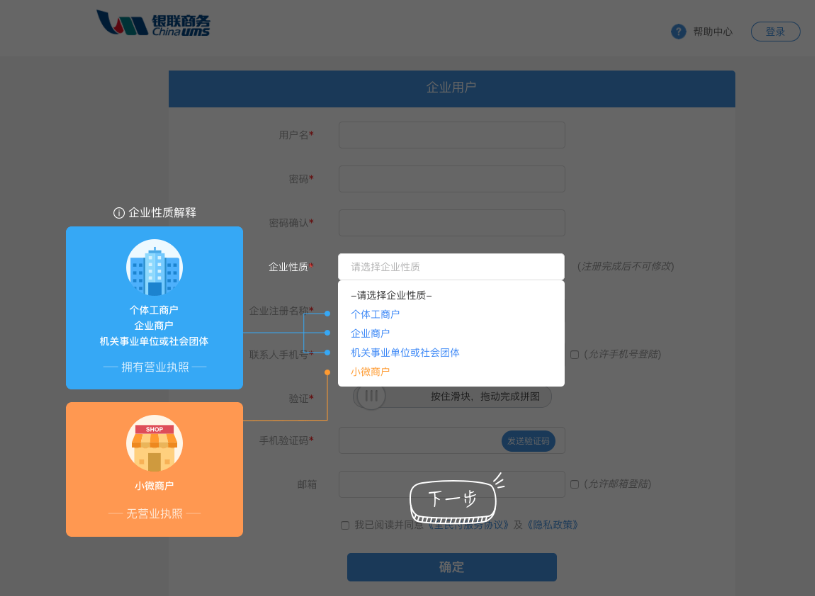 银联商务
China ums
? 帮助中心
登录
企业用户
用户名*
密码*
密码确认*
企业性质解释
企业性质*
请选择企业性质
(注册完成后不可修改)
个体工商户
企业商户
机关事业单位或社会团体
拥有营业执照
–请选择企业性质–
个体工商户
企业商户
机关事业单位或社会团体
小微商户
企业注册名称*
联系人手机号*
(允许手机号登陆)
验证*
按住滑块，拖动完成拼图
SHOP
小微商户
无营业执照
手机验证码*
发送验证码
邮箱
(允许邮箱登陆)
下一步
我已阅读并同意《全民付服务协议》及《隐私政策》
确定